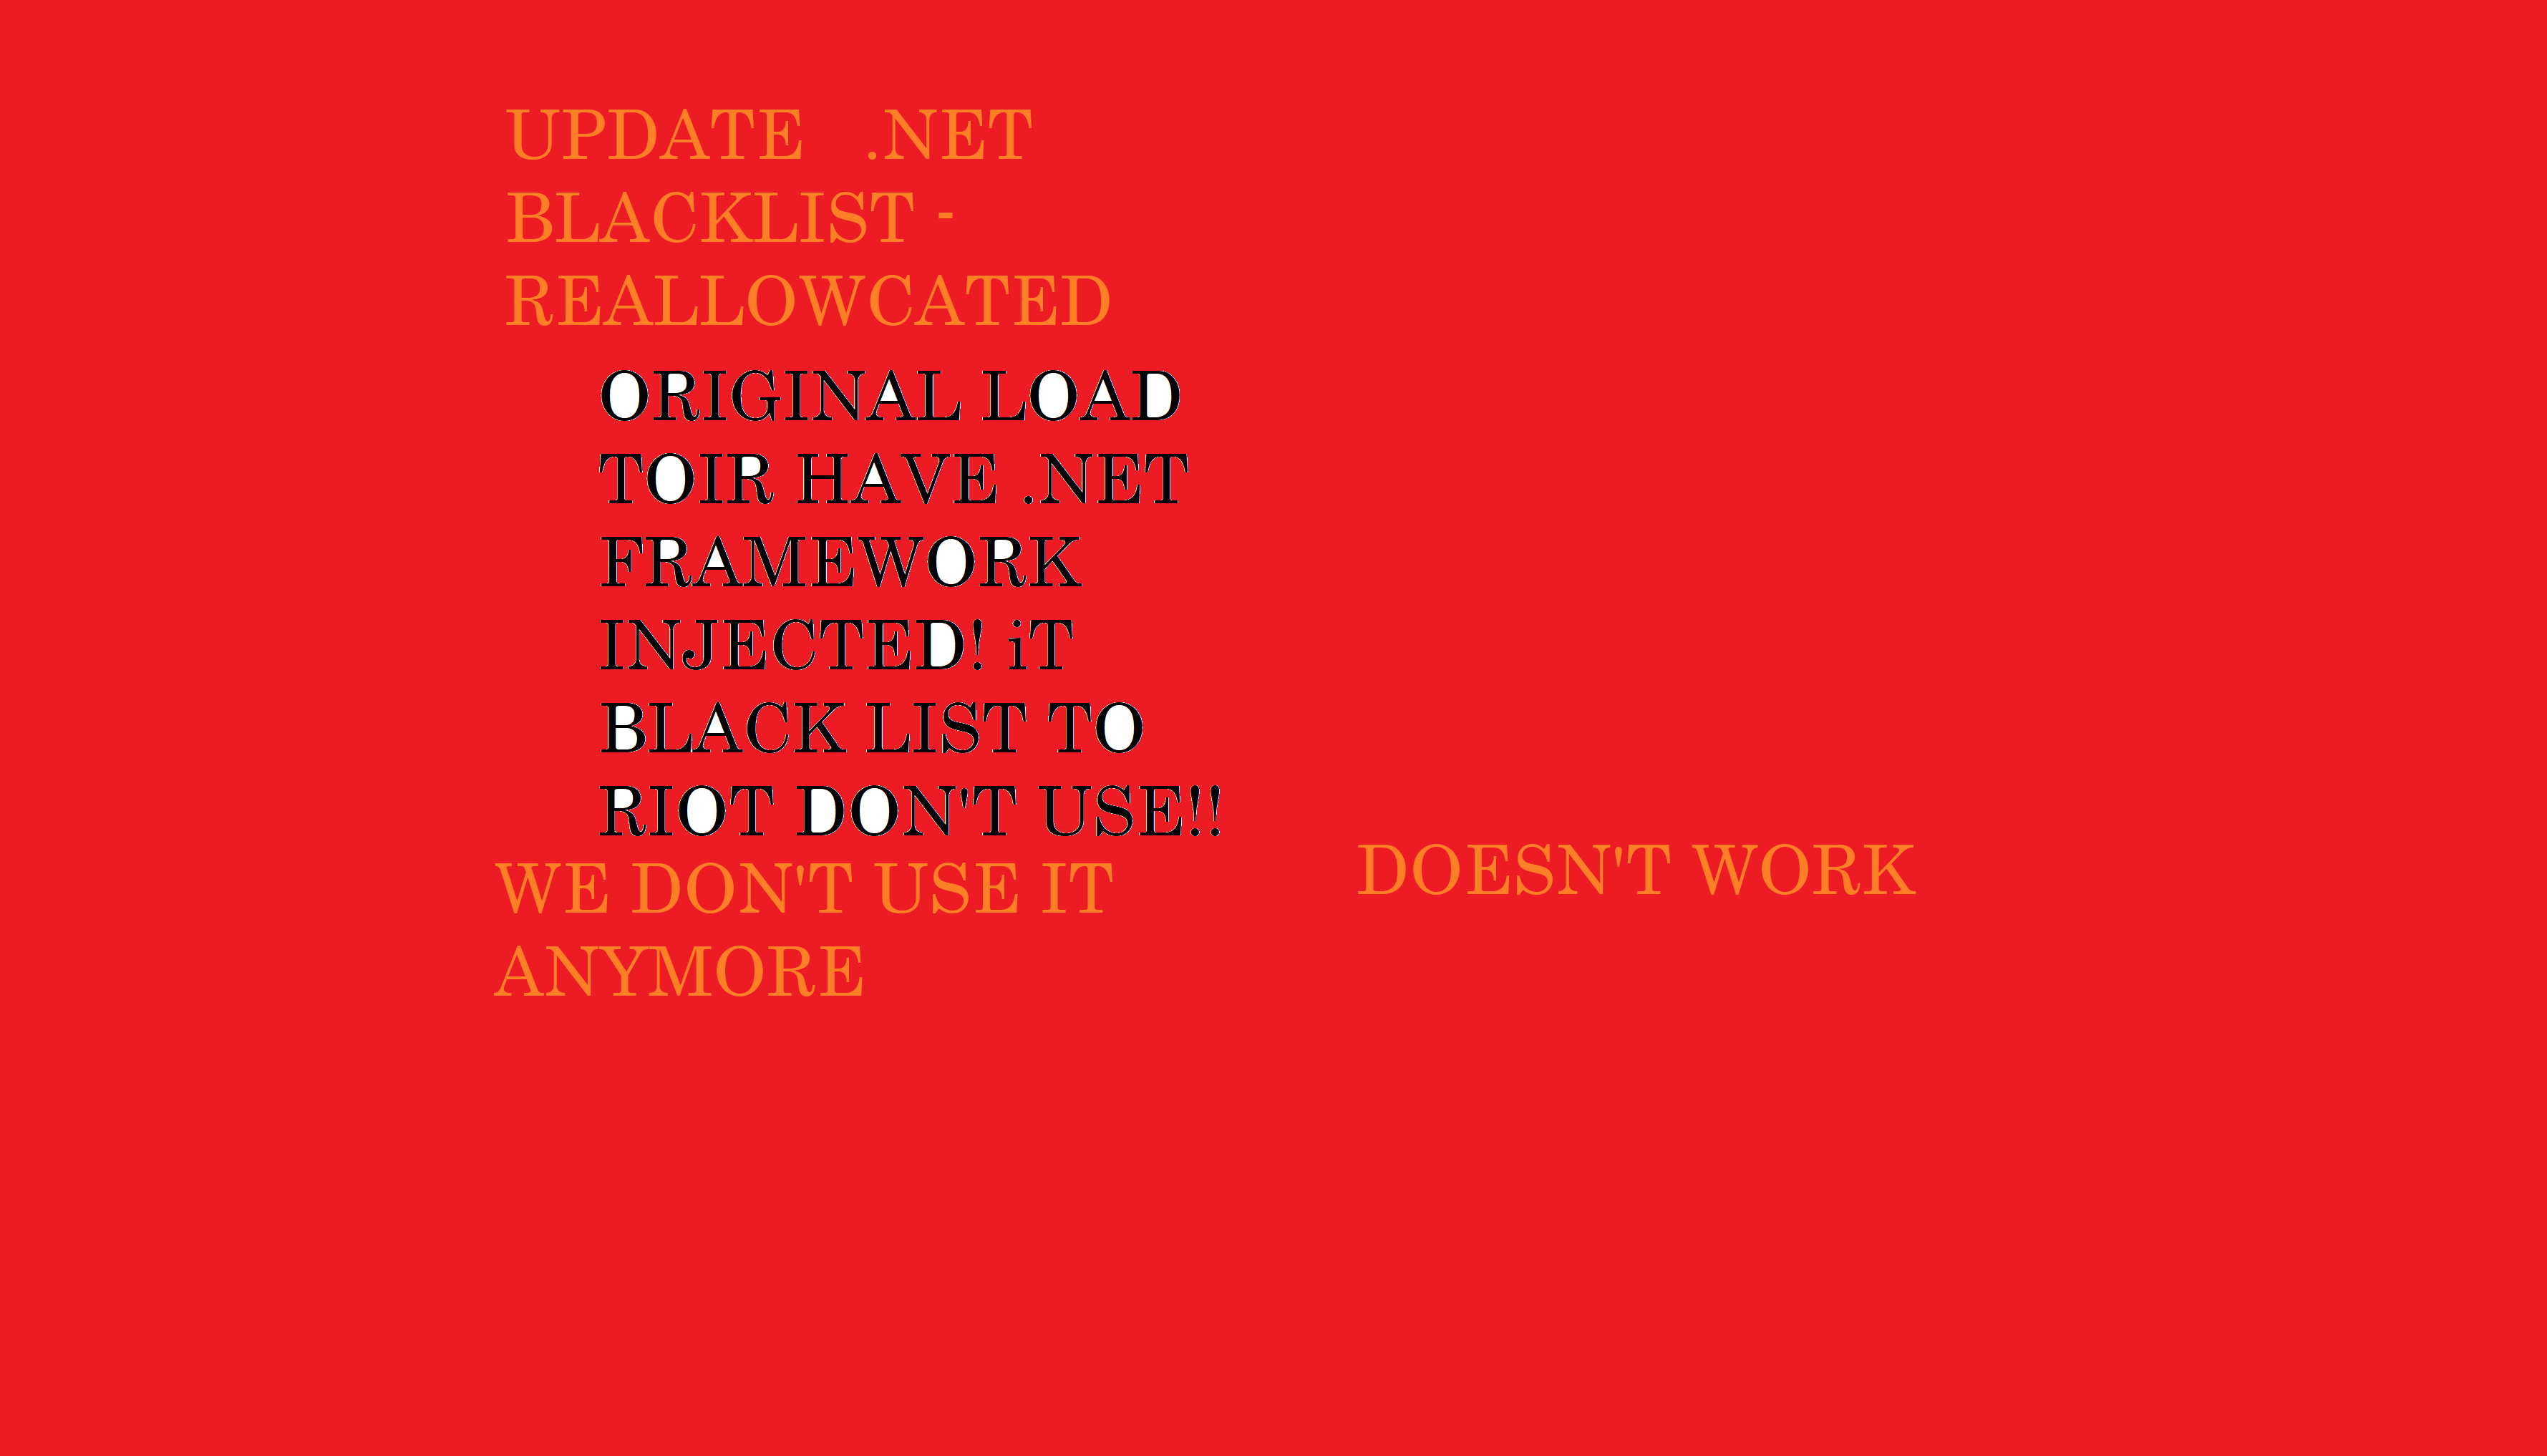 UPDATE .NET
BLACKLIST -
REALLOWCATED
ORIGINAL LOAD
TOIR HAVE .NET
FRAMEWORK
INJECTED! iT
BLACK LIST TO
RIOT DON'T USE!!
WE DON'T USE IT
ANYMORE
DOESN'T WORK